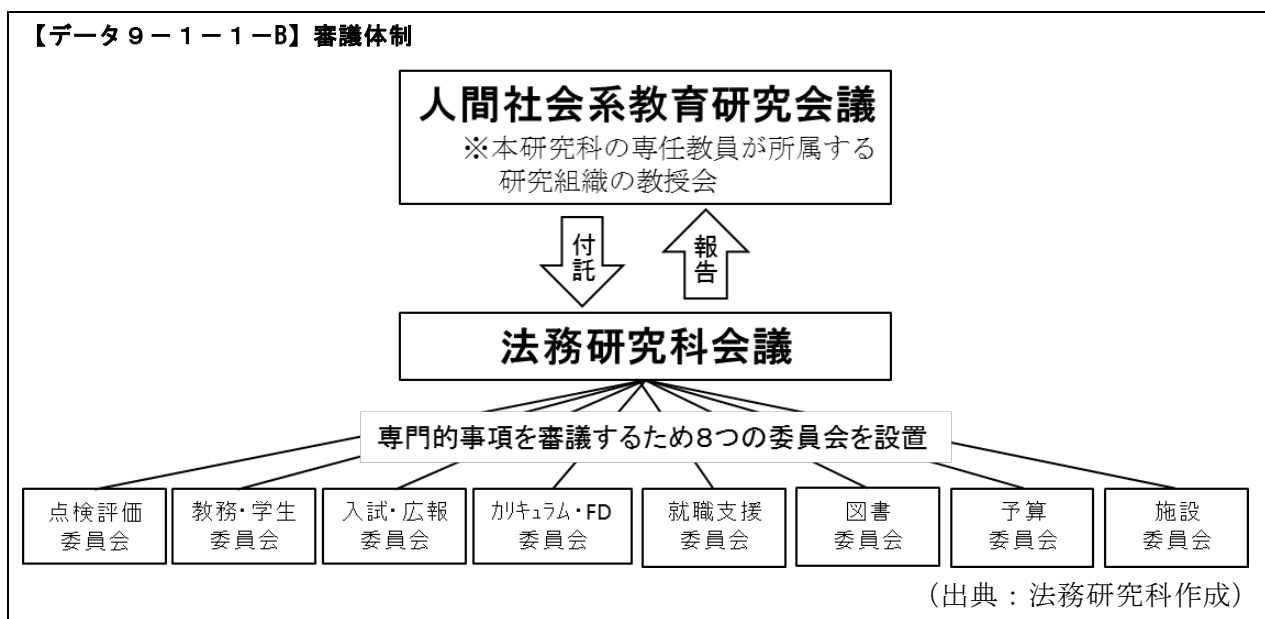 【データ９－１－１－B】審議体制
人間社会系教育研究会議
※本研究科の専任教員が所属する
研究組織の教授会
付託
報告
法務研究科会議
専門的事項を審議するため８つの委員会を設置
点検評価
委員会
教務・学生
委員会
入試・広報
委員会
カリキュラム・FD
委員会
就職支援
委員会
図書
委員会
予算
委員会
施設
委員会
（出典：法務研究科作成）